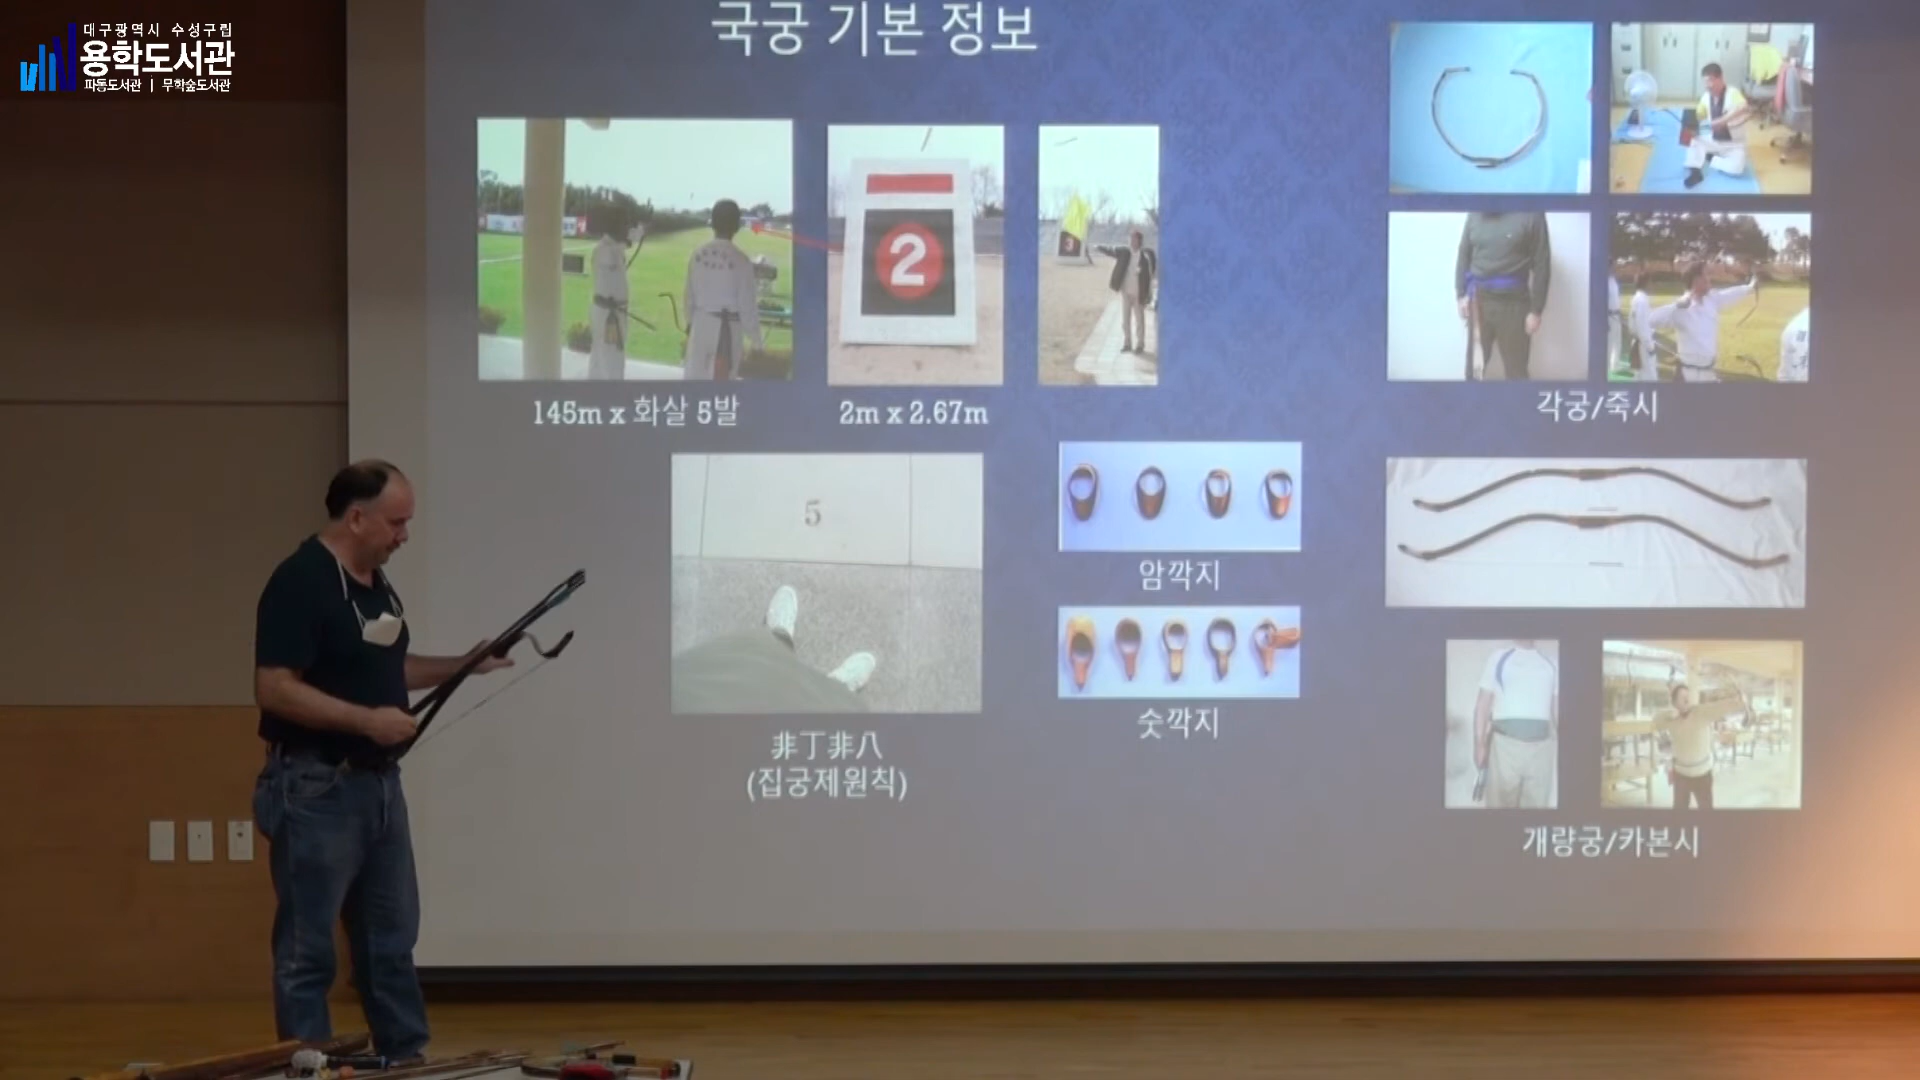 대구광역시 수성구립
용학도서관
파동도서관 | 무학숲도서관
국궁 기본 정보
2
3
145m x 화살 5발
2m x 2.67m
각궁/죽시
5
암깍지
숫깍지
非丁非八
(집궁제원칙)
개량궁/카본시